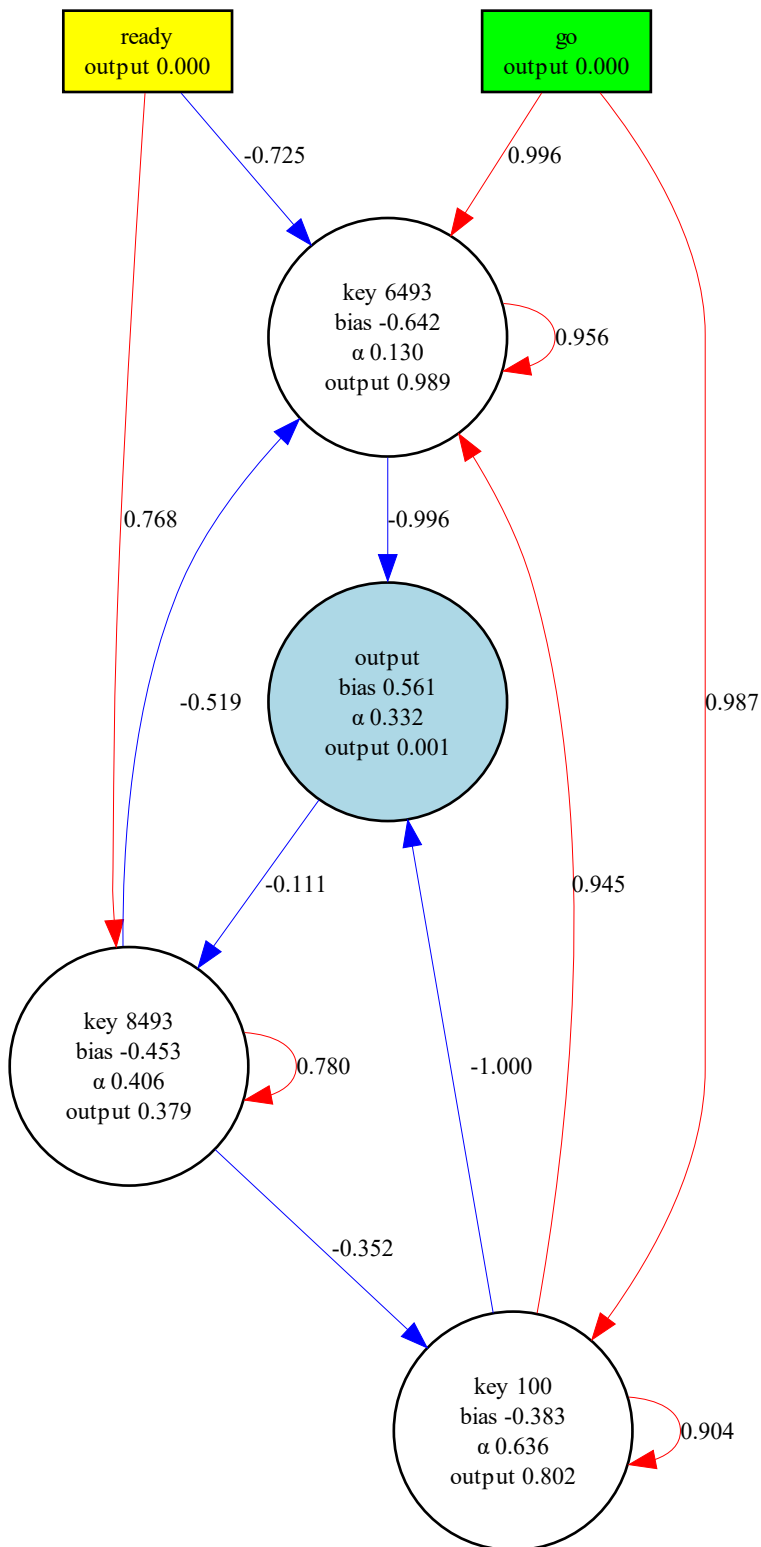 ready
output 0.000
go
output 0.000
-0.725
0.996
key 6493
bias -0.642
α 0.130
output 0.989
0.956
0.768
-0.996
output
bias 0.561
α 0.332
output 0.001
-0.519
0.987
-0.111
0.945
key 8493
bias -0.453
α 0.406
output 0.379
0.780
-1.000
-0.352
key 100
bias -0.383
α 0.636
output 0.802
0.904